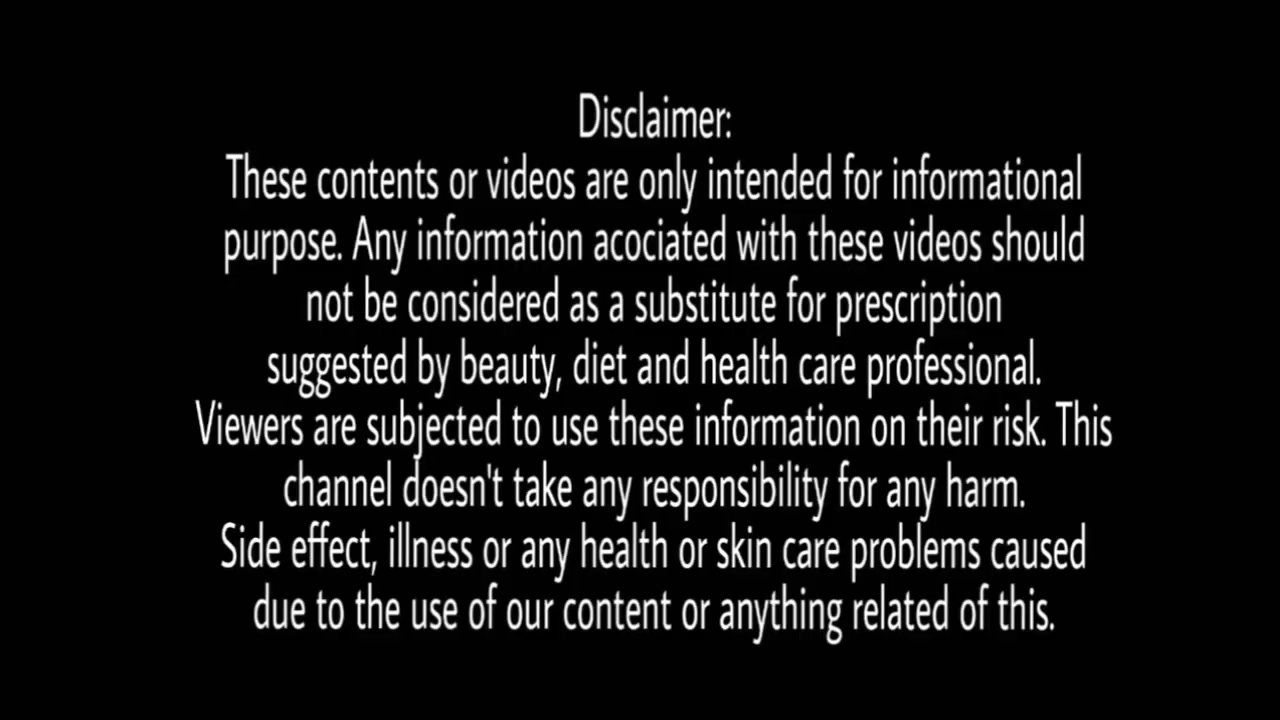 Disclaimer:
These contents or videos are only intended for informational
purpose. Any information acociated with these videos should
not be considered as a substitute for prescription
suggested by beauty, diet and health care professional.
Viewers are subjected to use these information on their risk. This
channel doesn't take any responsibility for any harm.
Side effect, illness or any health or skin care problems caused
due to the use of our content or anything related of this.